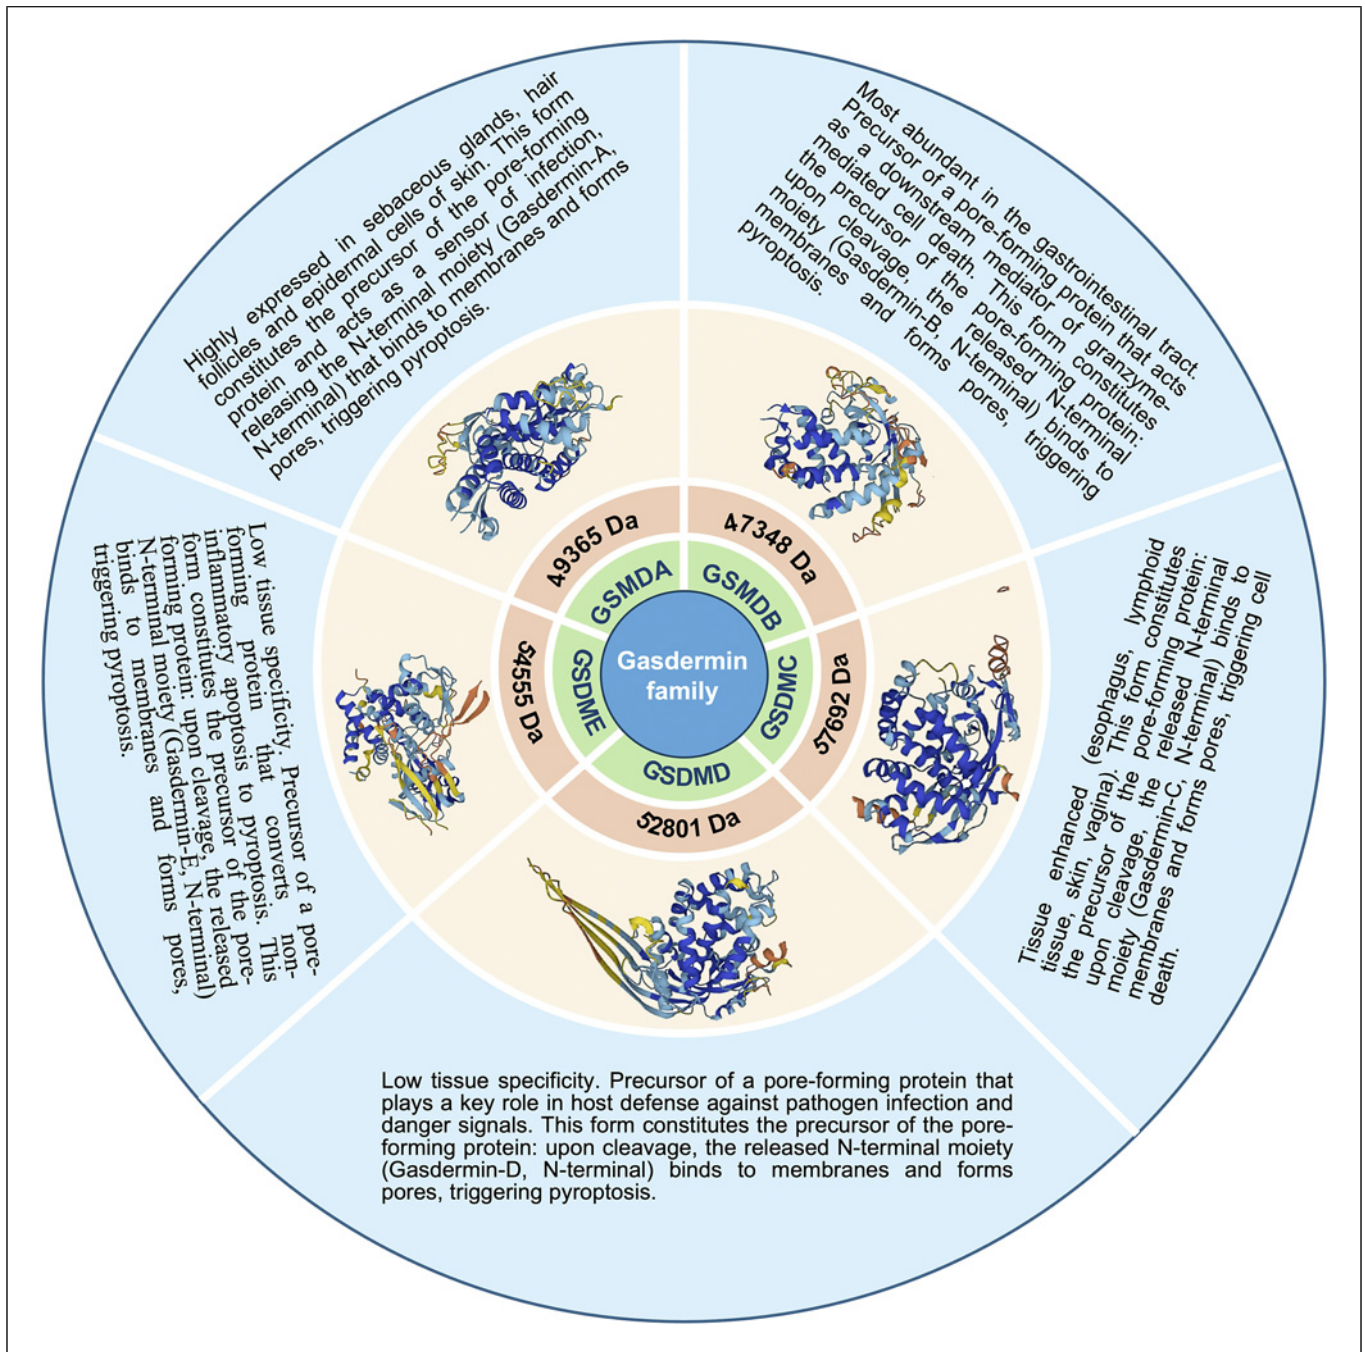 Highly expressed in sebaceous glands, hair
follicles and epidermal cells of skin. This form
constitutes the precursor of the pore-forming
protein and acts as a sensor of infection,
releasing the N-terminal moiety (Gasdermin-A,
N-terminal) that binds to membranes and forms
pores, triggering pyroptosis.
Most abundant in the gastrointestinal tract.
Precursor of a pore-forming protein that acts
as a downstream mediator of granzyme-
mediated cell death. This form constitutes
the precursor of the pore-forming protein:
upon cleavage, the released N-terminal
moiety (Gasdermin-B, N-terminal) binds to
membranes and forms pores, triggering
pyroptosis.
Tissue enhanced (esophagus, lymphoid
tissue, skin, vagina). This form constitutes
the precursor of the pore-forming protein:
upon cleavage, the released N-terminal
moiety (Gasdermin-C, N-terminal) binds to
membranes and forms pores, triggering cell
death.
Low tissue specificity. Precursor of a pore-forming protein that
plays a key role in host defense against pathogen infection and
danger signals. This form constitutes the precursor of the pore-
forming protein: upon cleavage, the released N-terminal moiety
(Gasdermin-D, N-terminal) binds to membranes and forms
pores, triggering pyroptosis.
Low tissue specificity. Precursor of a pore-
forming protein that converts non-
inflammatory apoptosis to pyroptosis. This
form constitutes the precursor of the pore-
forming protein: upon cleavage, the released
N-terminal moiety (Gasdermin-E, N-terminal)
binds to membranes and forms pores,
triggering pyroptosis.
49365 Da
47348 Da
57692 Da
52801 Da
54555 Da
GSMDA
GSMDB
GSDMC
GSDMD
GSDME
Gasdermin
family